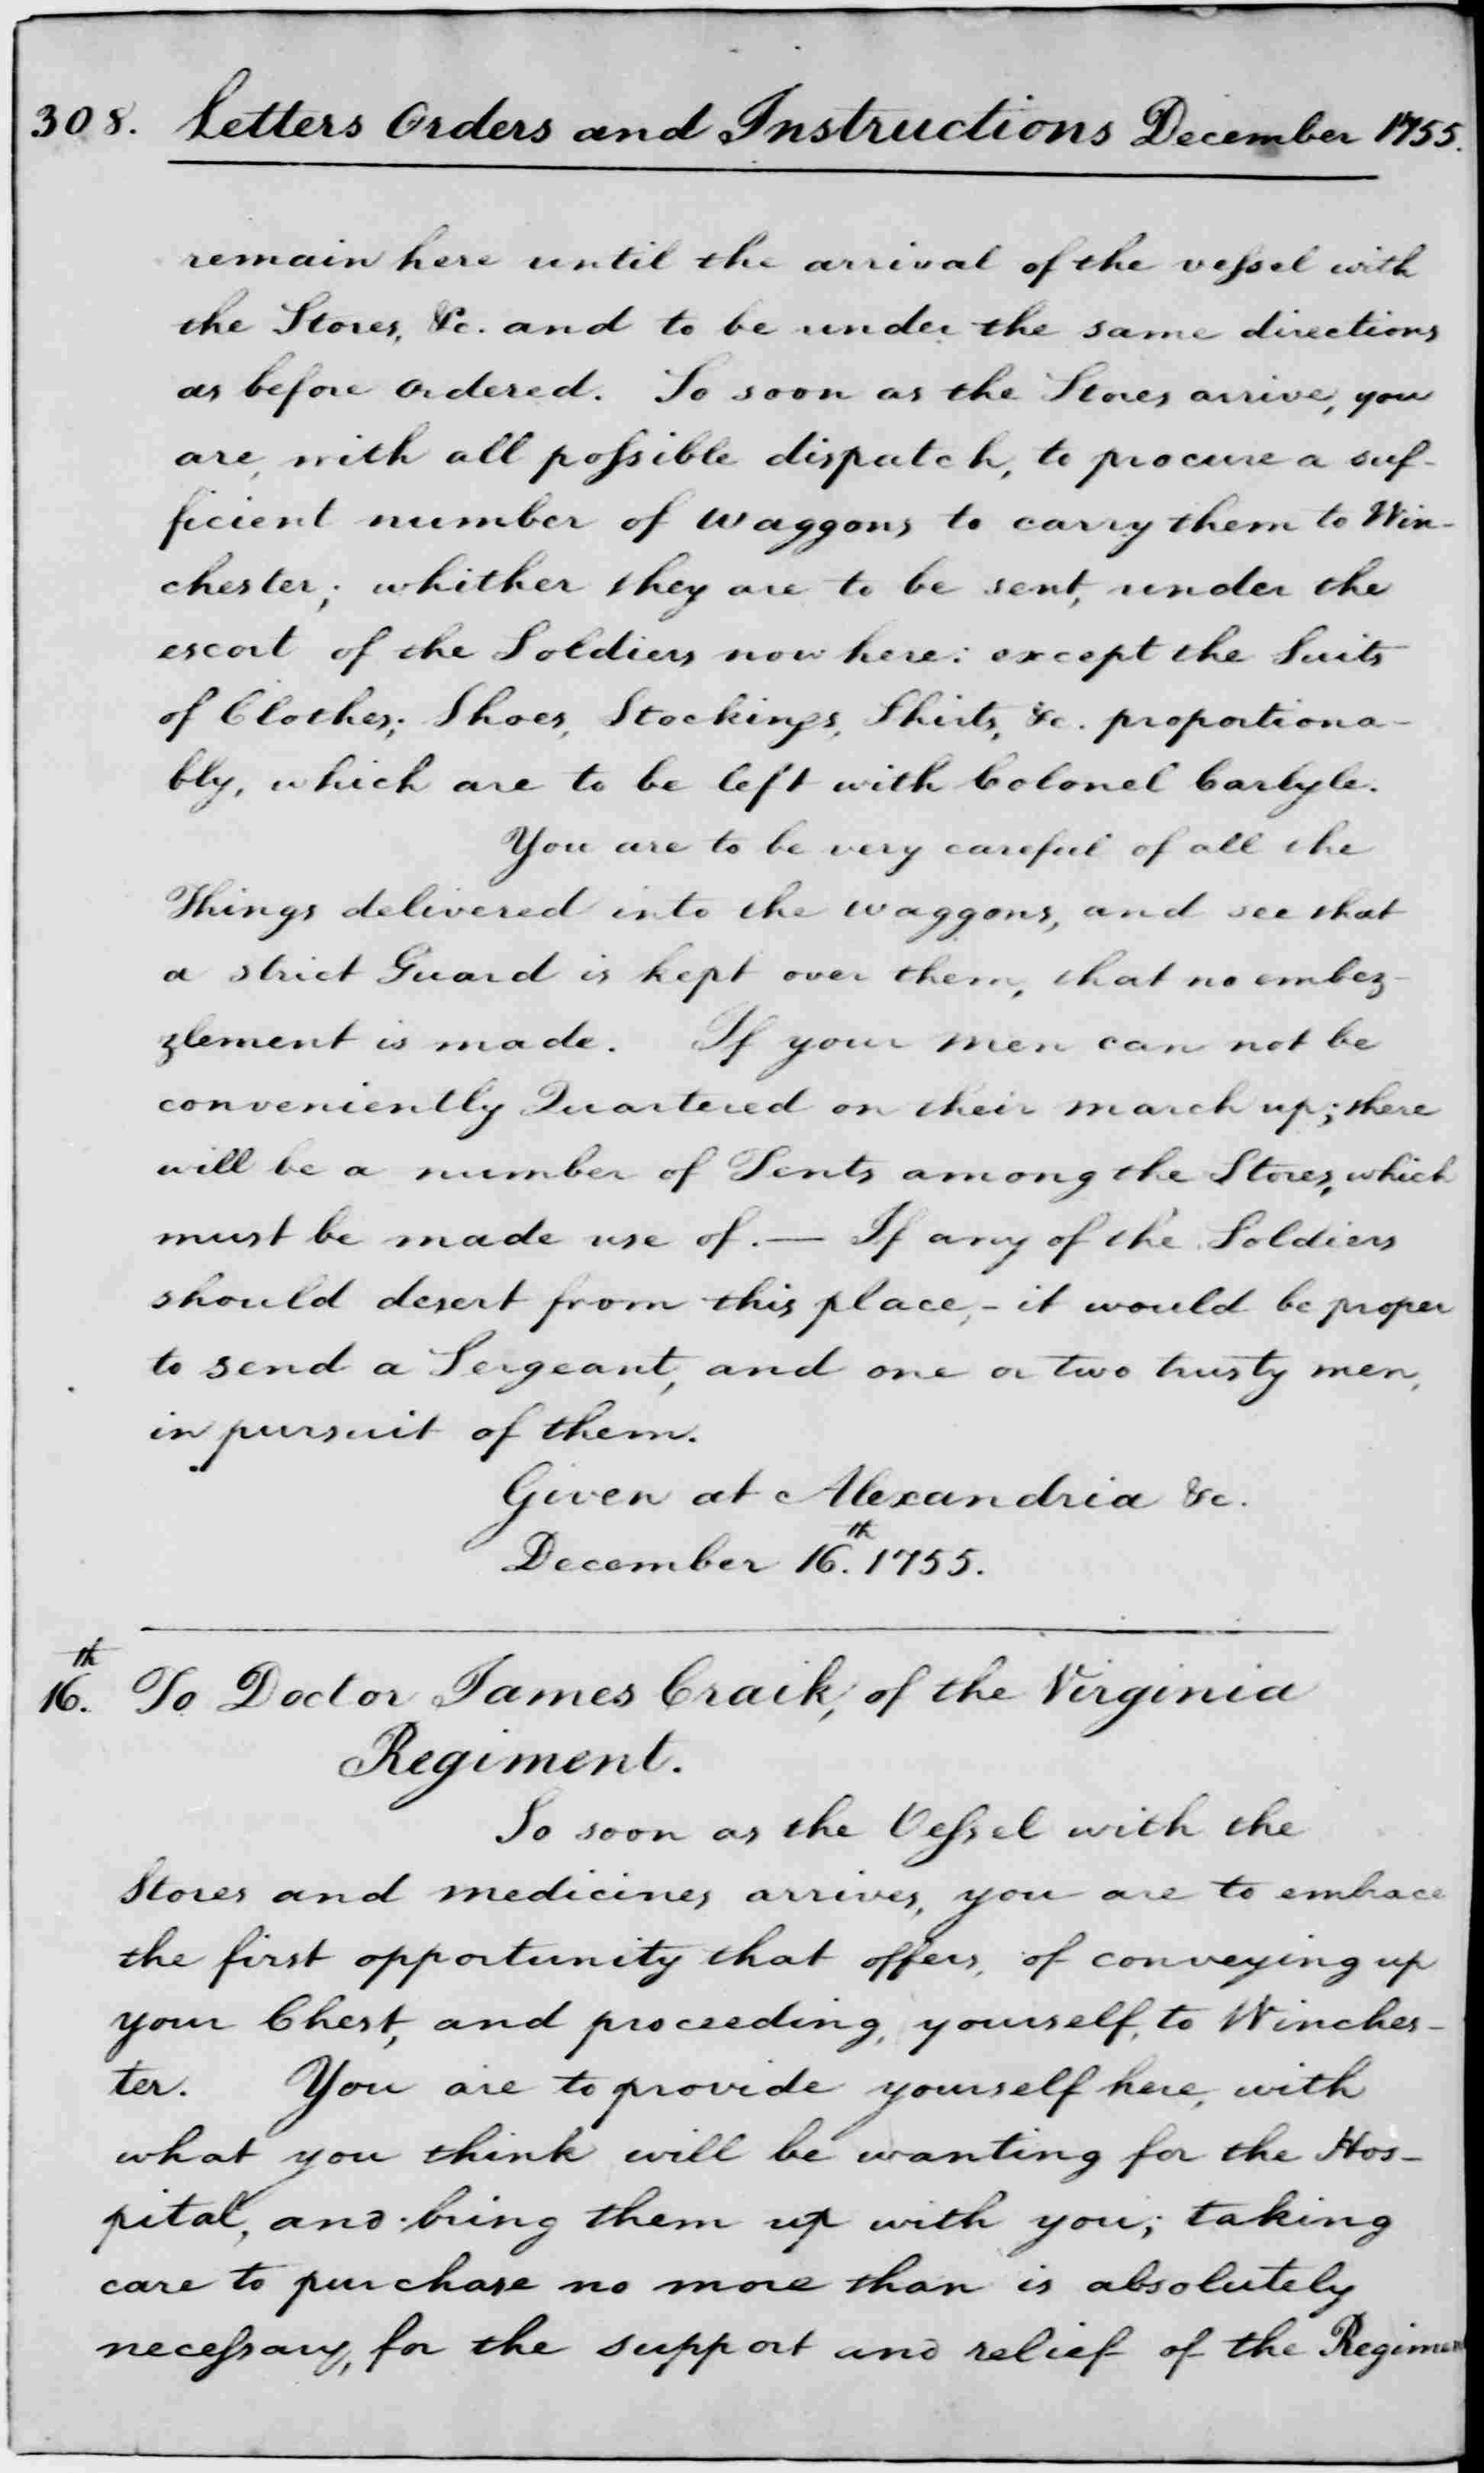 308. Letters Orders and Instructions December 1755.
remain here until the arrival of the vessel with
the Stores, &c. and to be under the same directions
as before ordered. So soon as the Stores arrive, you
are, with all possible dispatch, to procure a suf-
ficient number of waggons to carry them to Win-
chester; whither they are to be sent, under the
escort of the Soldiers now here: except the Suits
of Clothes; Shoes, Stockings, Shirts, &c. proportiona-
bly, which are to be left with Colonel Carlyle.
You are to be very careful of all the
Things delivered into the waggons, and see that
a strict Guard is kept over them, that no embez-
zlement is made. If your men can not be
conveniently Quartered on their march up; there
will be a number of Tents among the Stores, which
must be made use of. — If any of the Soldiers
should desert from this place, - it would be proper
to send a Sergeant, and one or two trusty men,
in pursuit of them.
Given at Alexandria &c.
December 16.th 1755.
16.th To Doctor James Craik, of the Virginia
Regiment.
So soon as the Vessel with the
Stores and medicines arrives, you are to embrace
the first opportunity that offers, of conveying up
your Chest, and proceeding, yourself, to Winches-
ter. You are to provide yourself here, with
what you think will be wanting for the Hos-
pital, and bring them up with you; taking
care to purchase no more than is absolutely
necessary, for the support and relief of the Regimen